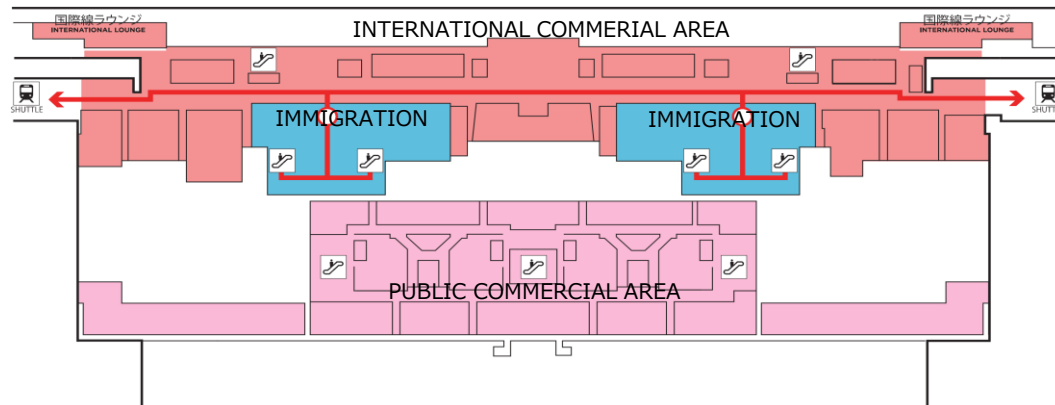 国際線ラウンジ
INTERNATIONAL LOUNGE
INTERNATIONAL COMMERIAL AREA
国際線ラウンジ
INTERNATIONAL LOUNGE
SHUTTLE
SHUTTLE
IMMIGRATION
IMMIGRATION
PUBLIC COMMERCIAL AREA